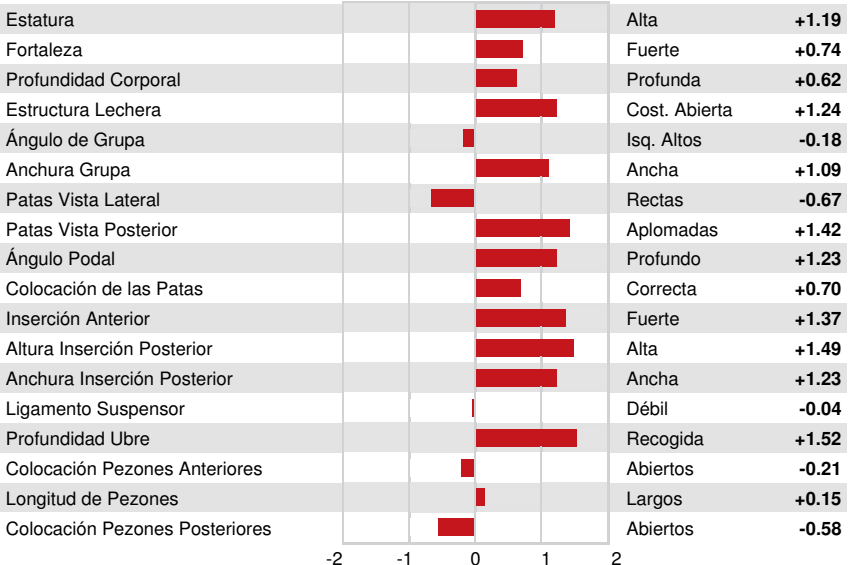 Estatura Alta +1.19
Fortaleza Fuerte +0.74
Profundidad Corporal Profunda +0.62
Estructura Lechera Cost. Abierta +1.24
Ángulo de Grupa Isq. Altos -0.18
Anchura Grupa Ancha +1.09
Patas Vista Lateral Rectas -0.67
Patas Vista Posterior Aplomadas +1.42
Ángulo Podal Profundo +1.23
Colocación de las Patas Correcta +0.70
Inserción Anterior Fuerte +1.37
Altura Inserción Posterior Alta +1.49
Anchura Inserción Posterior Ancha +1.23
Ligamento Suspensor Débil -0.04
Profundidad Ubre Recogida +1.52
Colocación Pezones Anteriores Abiertos -0.21
Longitud de Pezones Largos +0.15
Colocación Pezones Posteriores Abiertos -0.58
-2 -1 0 1 2